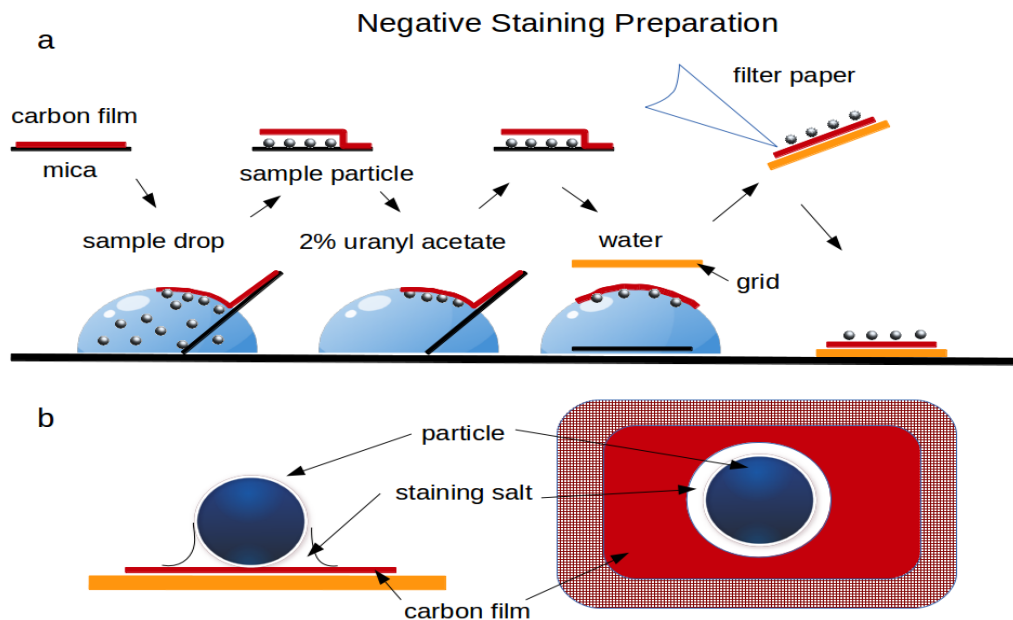 Negative Staining Preparation
a
filter paper
carbon film
mica
sample particle
sample drop
2% uranyl acetate
water
grid
b
particle
staining salt
carbon film